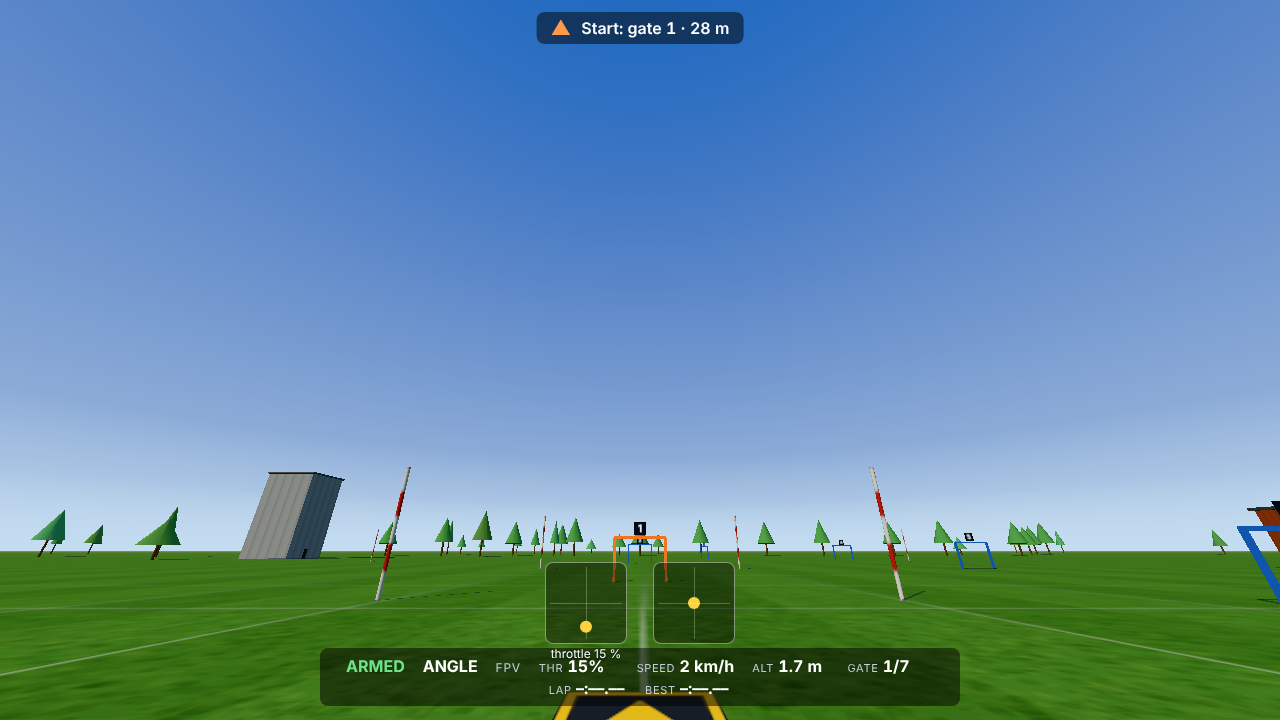 Start: gate 1 · 28 m
1
throttle 15 %
ARMED ANGLE FPV THR 15% SPEED 2 km/h ALT 1.7 m GATE 1/7
LAP –:––.–– BEST –:––.––